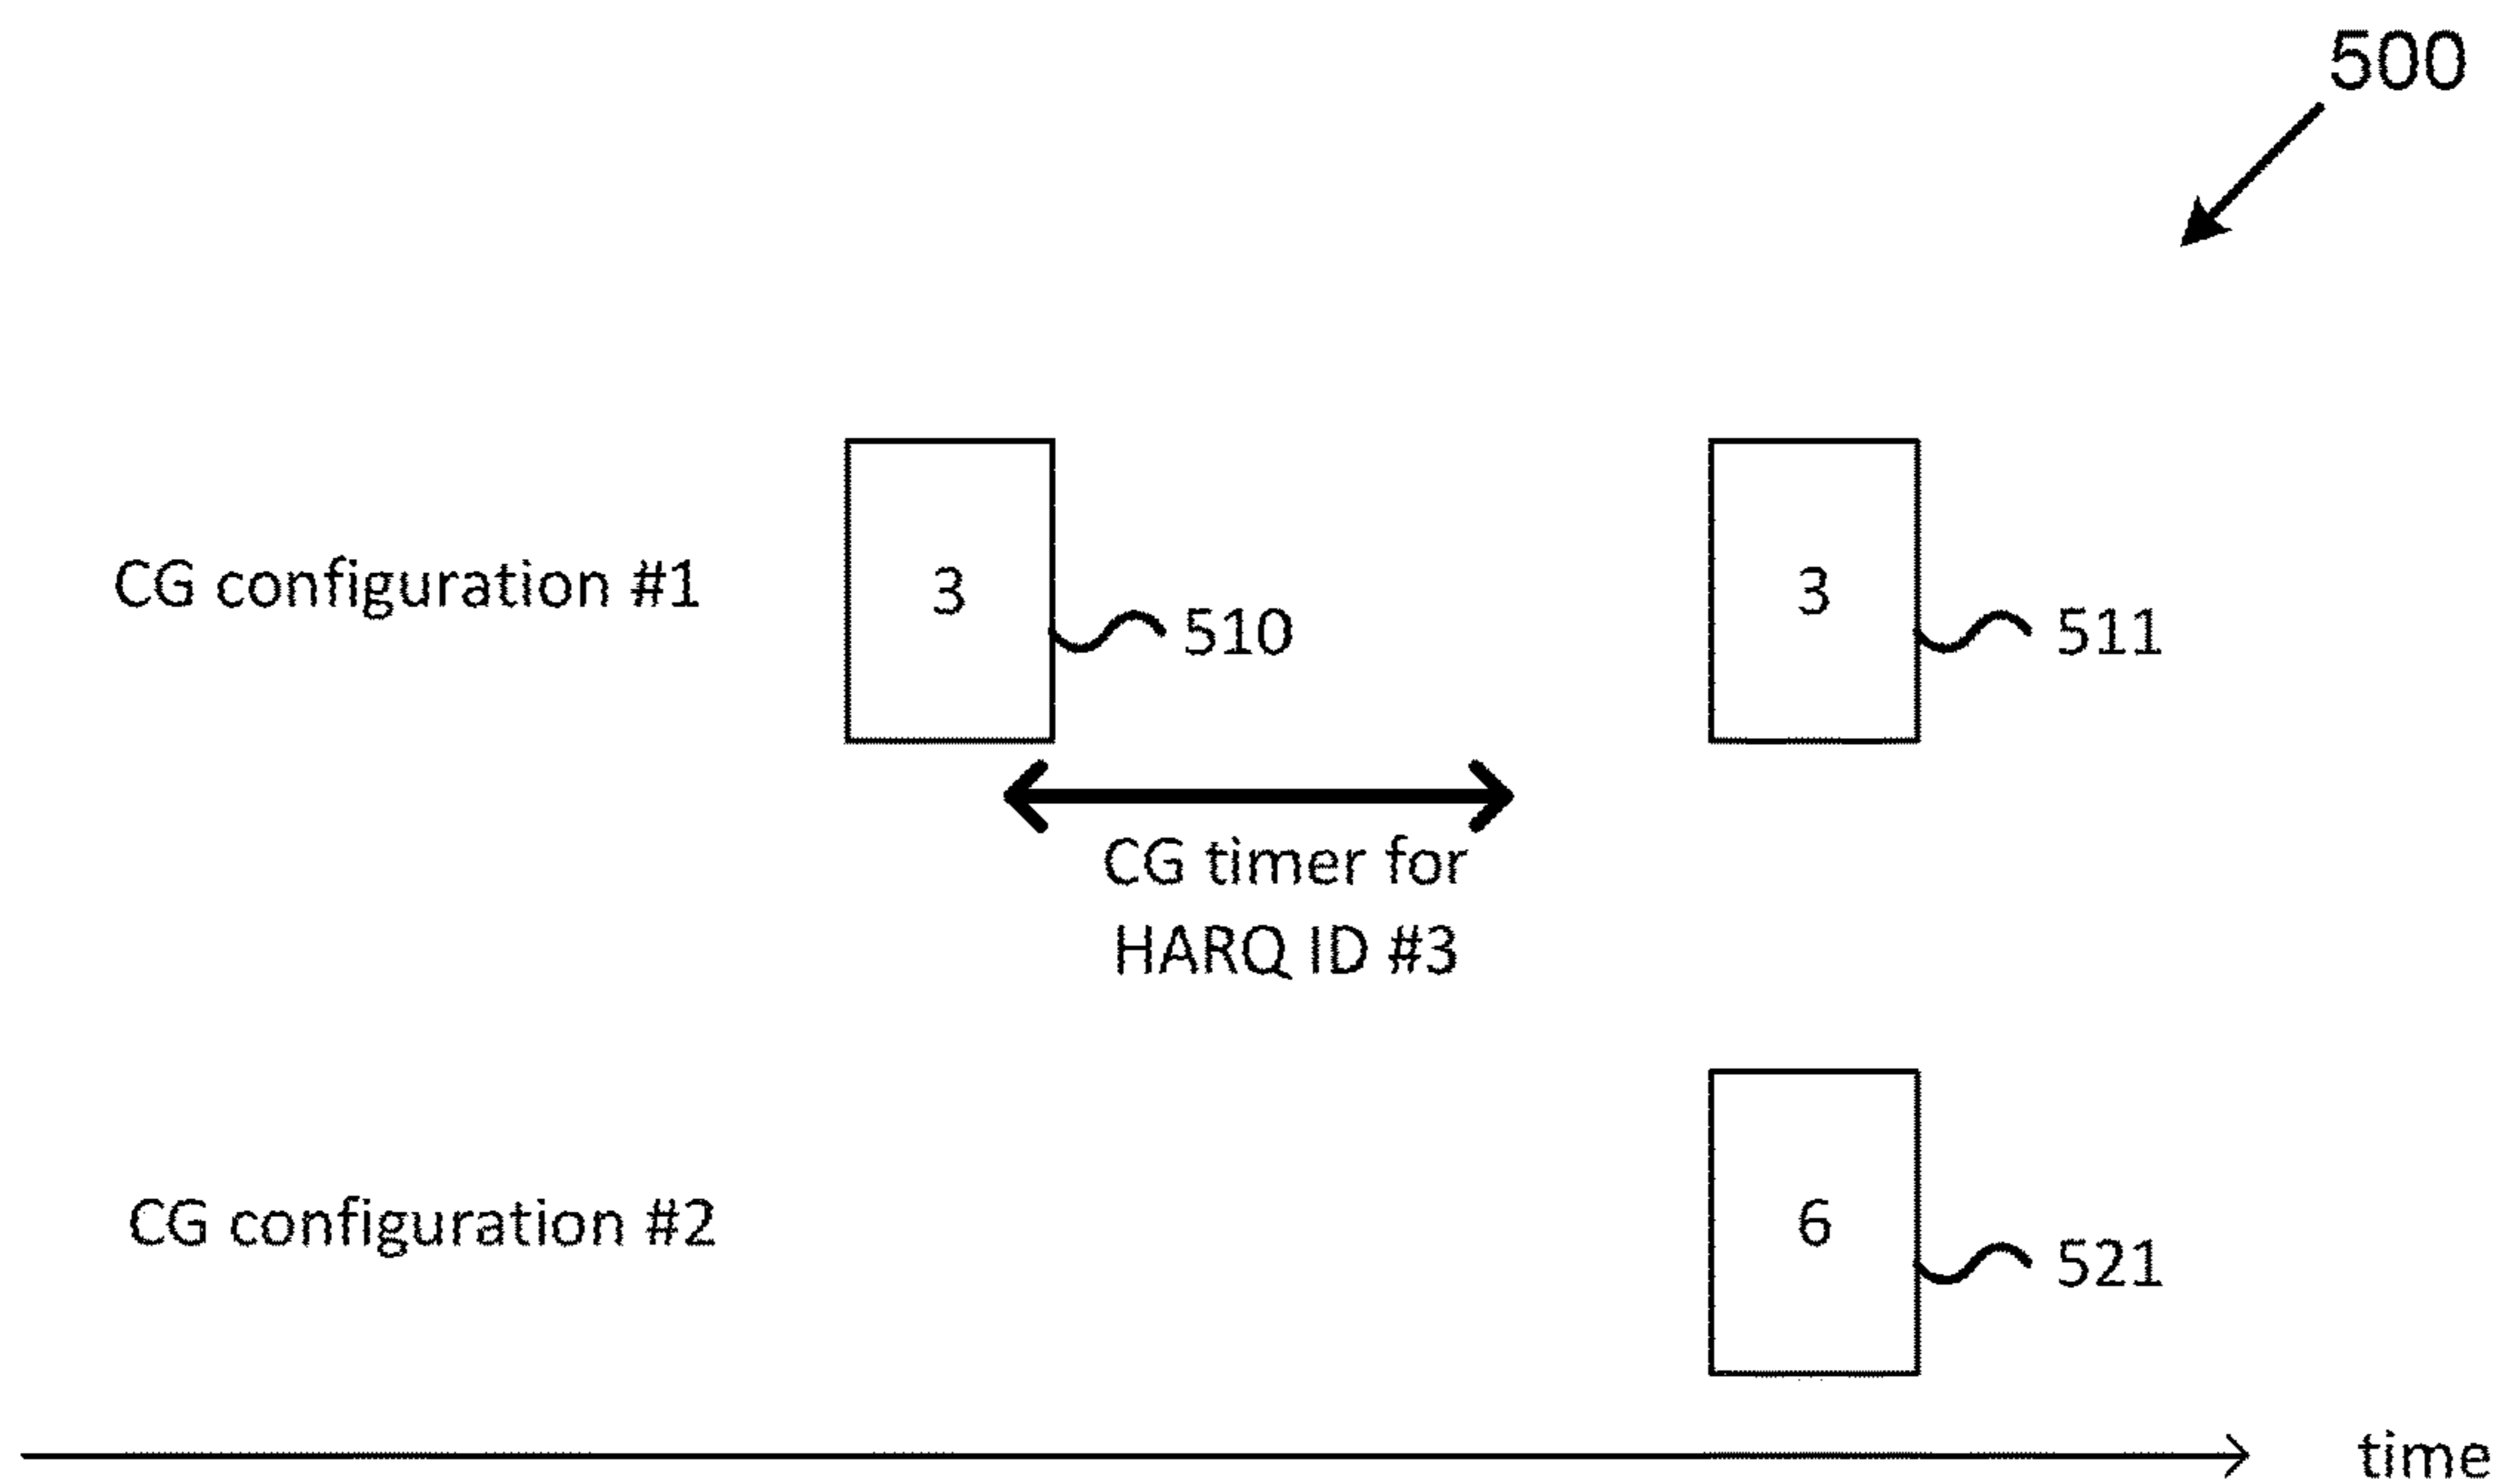 500
CG configuration #1
3
510
3
511
CG timer for
HARQ ID #3
CG configuration #2
6
521
time